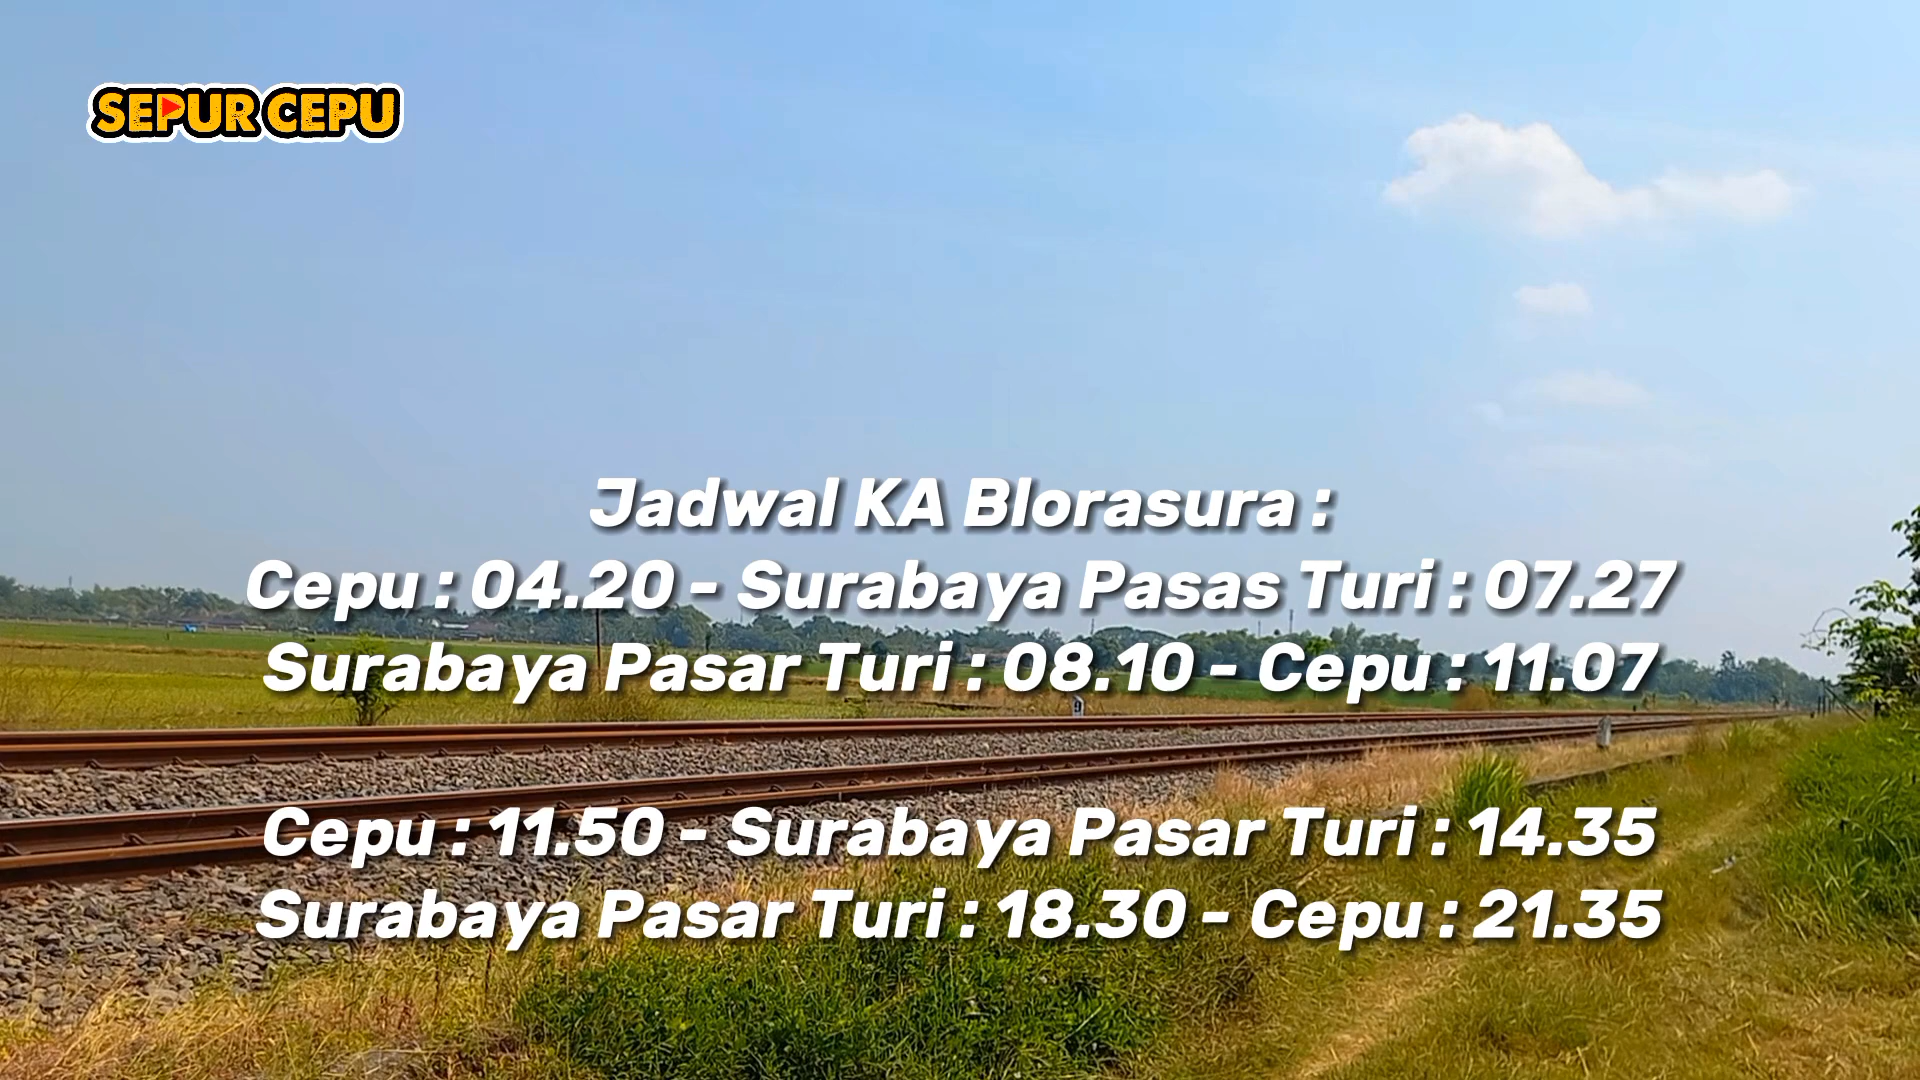 SEPUR CEPU
Jadwal KA Blorasura :
Cepu : 04.20 - Surabaya Pasas Turi : 07.27
Surabaya Pasar Turi : 08.10 - Cepu : 11.07
9
Cepu : 11.50 - Surabaya Pasar Turi : 14.35
Surabaya Pasar Turi : 18.30 - Cepu : 21.35